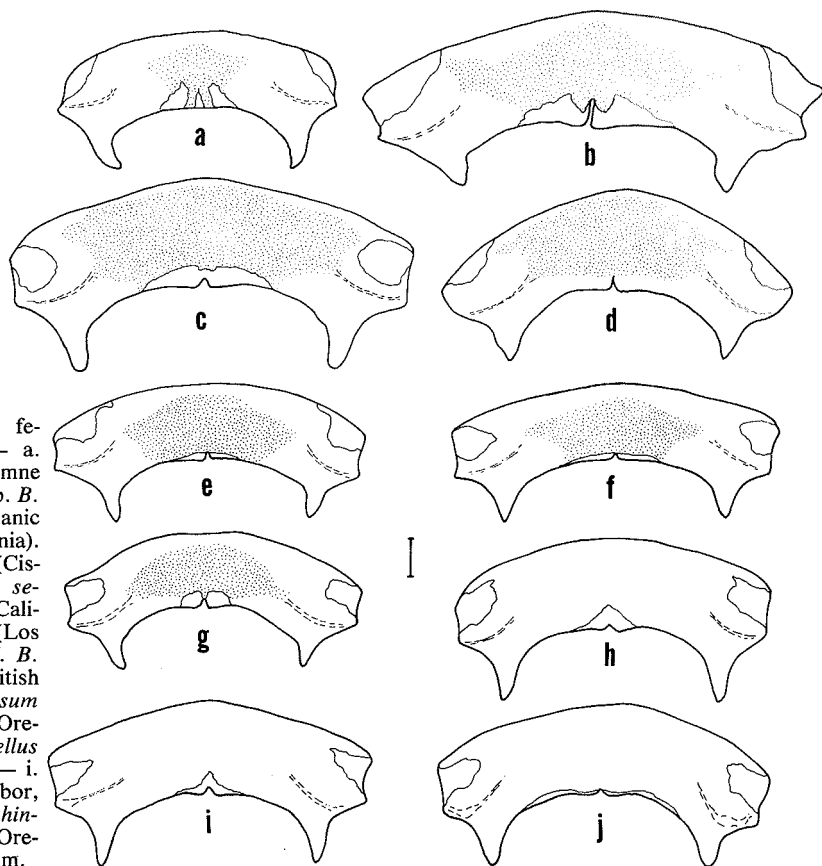 a
b
c
d
e
f
g
h
i
j
fe-
– a.
mne
o. B.
anic
nia).
(Cis-
se-
Cali-
(Los
. B.
itish
sum
Ore-
ellus
– i.
bor,
hin-
Ore-
m.